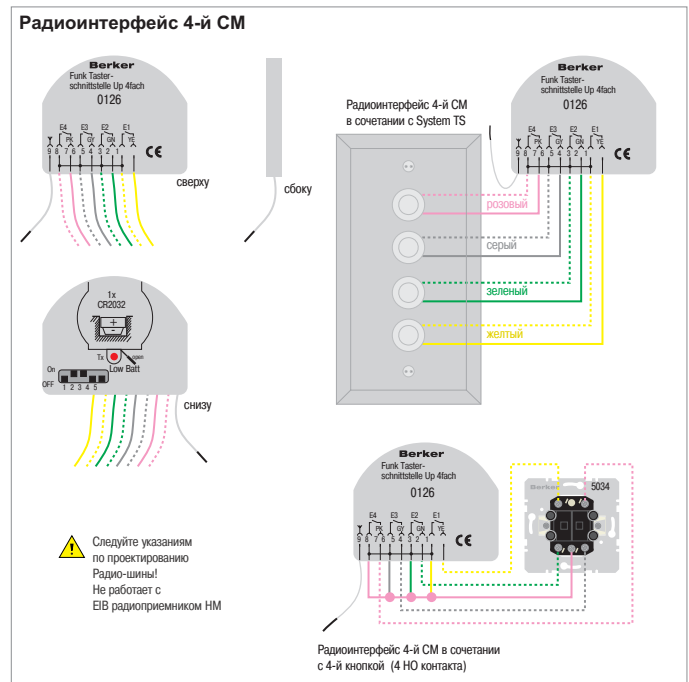 Радиоинтерфейс 4-й СМ
Berker
Funk Taster-
schnittstelle Up 4fach
0126
E4 E3 E2 E1
PK GY GN YE
9 8 7 6 5 4 3 2 1
CE
сверху
сбоку
Радиоинтерфейс 4-й СМ
в сочетании с System TS
Berker
Funk Taster-
schnittstelle Up 4fach
0126
E4 E3 E2 E1
PK GY GN YE
9 8 7 6 5 4 3 2 1
CE
розовый
серый
зеленый
желтый
1x
CR2032
+
-
Tx
open
Low Batt
On
OFF
1 2 3 4 5
снизу
Berker
Funk Taster-
schnittstelle Up 4fach
0126
E4 E3 E2 E1
PK GY GN YE
9 8 7 6 5 4 3 2 1
CE
Berker
5034
Следуйте указаниям
по проектированию
Радио-шины!
Не работает с
EIB радиоприемником HM
Радиоинтерфейс 4-й СМ в сочетании
с 4-й кнопкой (4 НО контакта)